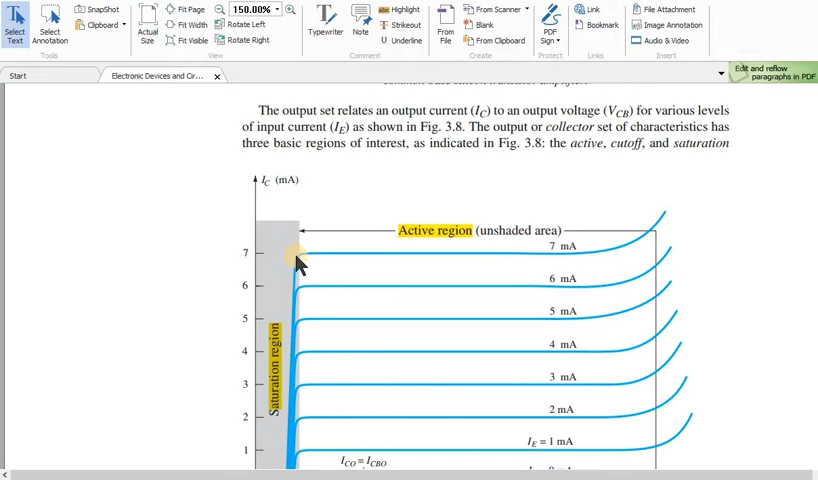 Select
Text
Select
Annotation
SnapShot
Clipboard
Tools
Actual
Size
Fit Page
Fit Width
Fit Visible
150.00%
Rotate Left
Rotate Right
View
Typewriter
Note
Highlight
Strikeout
Underline
Comment
From
File
From Scanner
Blank
From Clipboard
Create
PDF
Sign
Protect
Link
Bookmark
Links
File Attachment
Image Annotation
Audio & Video
Insert
Start
Electronic Devices and Cir...
Edit and reflow
paragraphs in PDF
The output set relates an output current (IC) to an output voltage (VCB) for various levels
of input current (IE) as shown in Fig. 3.8. The output or collector set of characteristics has
three basic regions of interest, as indicated in Fig. 3.8: the active, cutoff, and saturation
IC (mA)
Active region (unshaded area)
7
7 mA
6
6 mA
5
5 mA
4
4 mA
3
3 mA
2
2 mA
1
IE = 1 mA
Saturation region
ICO = ICBO